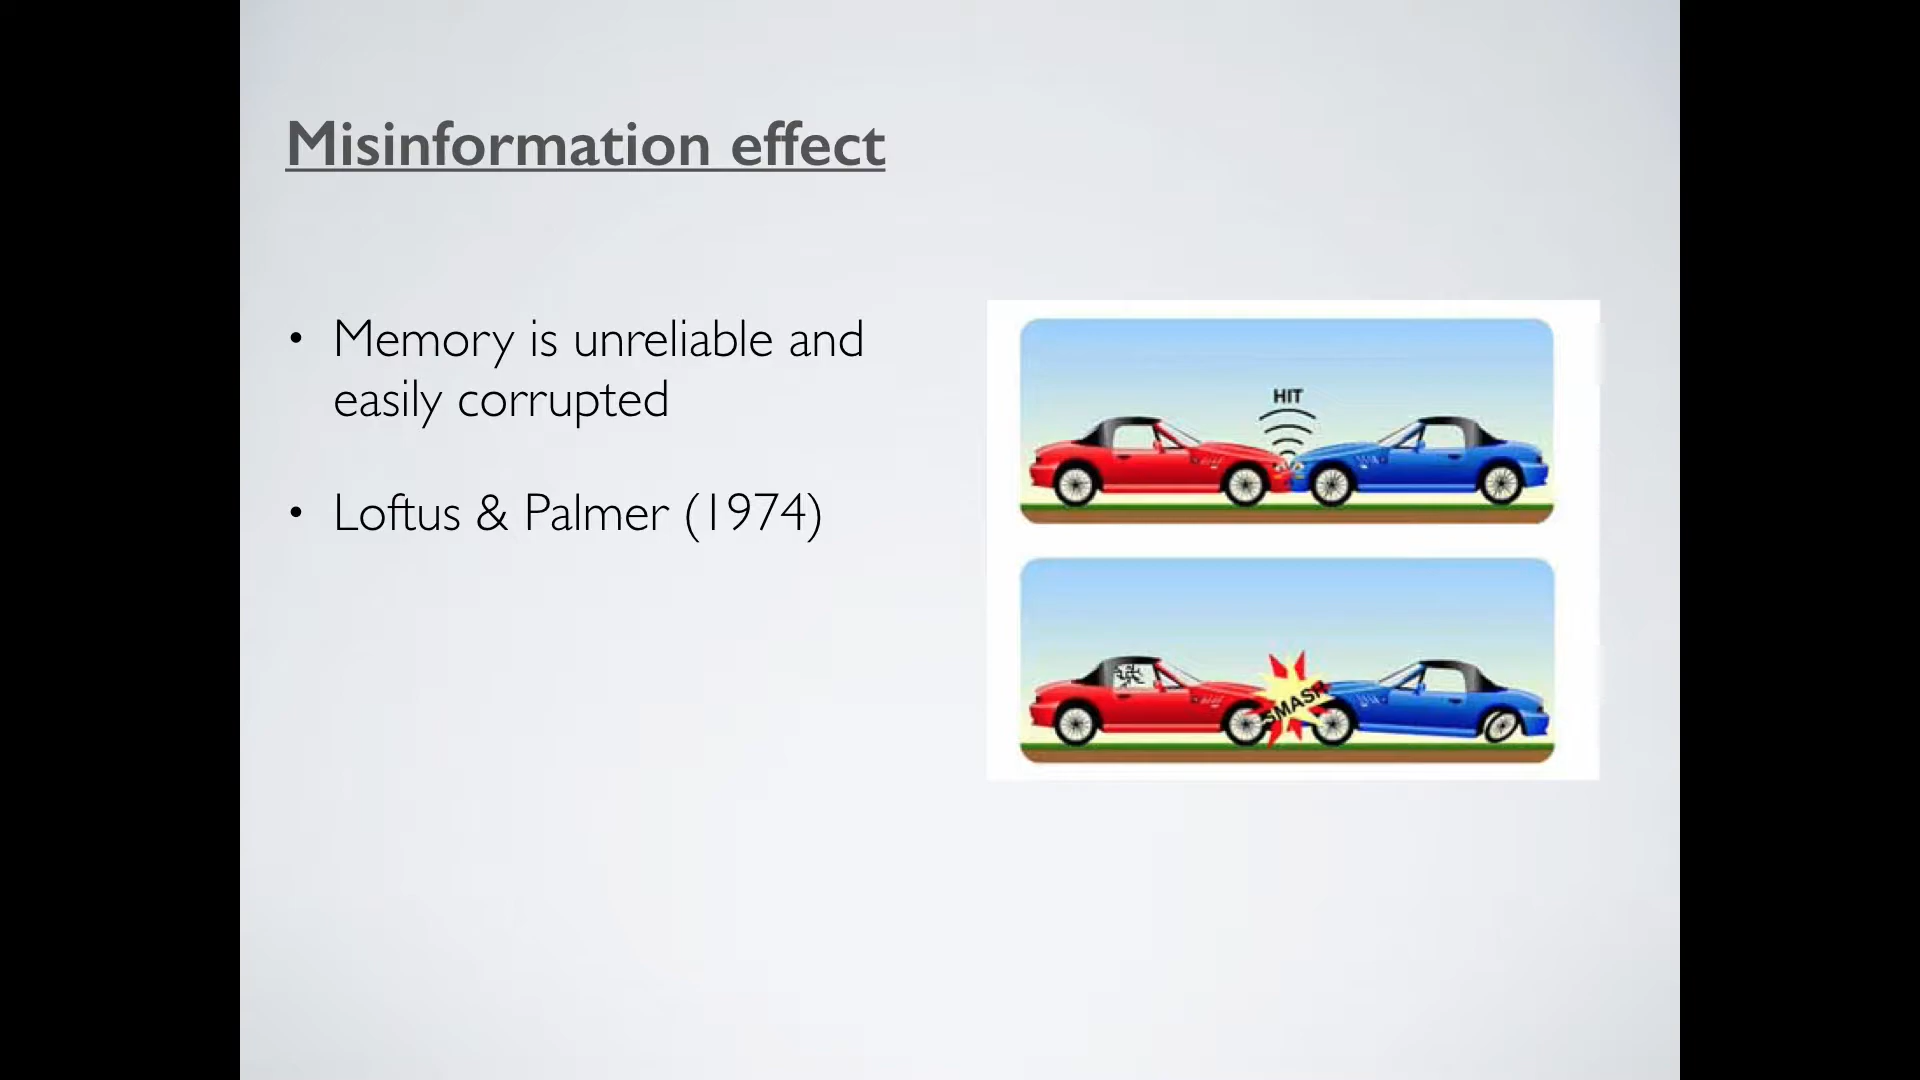 Misinformation effect
• Memory is unreliable and
easily corrupted
• Loftus & Palmer (1974)
HIT
SMASH